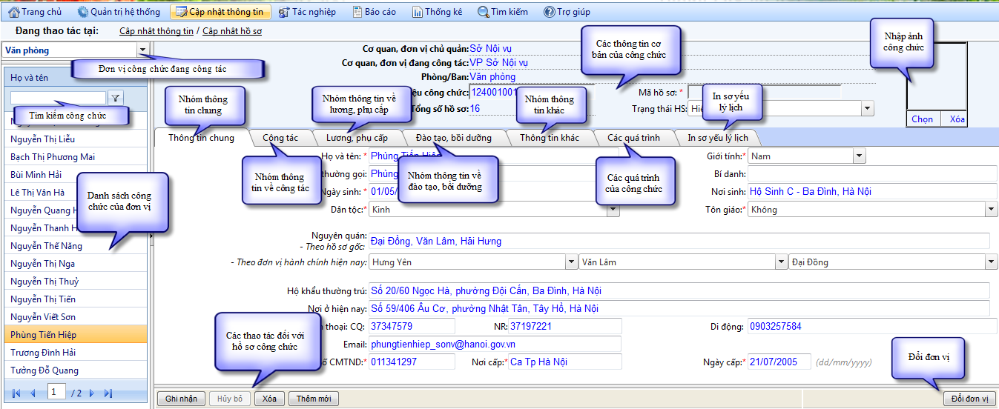 Trang chủ Quản trị hệ thống Cập nhật thông tin Tác nghiệp Báo cáo Thống kê Tìm kiếm Trợ giúp
Đang thao tác tại: Cập nhật thông tin / Cập nhật hồ sơ
Văn phòng
Đơn vị công chức đang công tác
Họ và tên
Tìm kiếm công chức
Nguyễn Thị Liễu
Bạch Thị Phương Mai
Bùi Minh Hải
Lê Thị Vân Hà
Nguyễn Quang
Nguyễn Thanh
Nguyễn Thế Năng
Nguyễn Thị Nga
Nguyễn Thị Thuỷ
Nguyễn Thị Tiến
Nguyễn Viết Sơn
Phùng Tiến Hiệp
Trương Đình Hải
Tưởng Đỗ Quang
1 / 2
Danh sách công
chức của đơn vị
Cơ quan, đơn vị chủ quản: Sở Nội vụ
Cơ quan, đơn vị đang công tác: VP Sở Nội vụ
Phòng/Ban: Văn phòng
công chức: 124001001
Mã hồ sơ: *
Tổng số hồ sơ: 16
Trạng thái HS:
Các thông tin cơ
bản của công chức
Nhập ảnh
công chức
Chọn Xóa
Nhóm thông
tin chung
Nhóm thông tin về
lương, phụ cấp
Nhóm thông
tin khác
In sơ yếu
lý lịch
Thông tin chung Công tác Lương, phụ cấp Đào tạo, bồi dưỡng Thông tin khác Các quá trình In sơ yếu lý lịch
Nhóm thông
tin về công tác
Nhóm thông tin về
đào tạo, bồi dưỡng
Các quá trình
của công chức
Họ và tên: * Phùng Tiến Hiệp
Giới tính:* Nam
thường gọi: Phùng
Bí danh:
Ngày sinh: * 01/05/
Nơi sinh: Hộ Sinh C - Ba Đình, Hà Nội
Dân tộc:* Kinh
Tôn giáo:* Không
Nguyên quán:
- Theo hồ sơ gốc: Đại Đồng, Văn Lâm, Hải Hưng
- Theo đơn vị hành chính hiện nay: Hưng Yên Văn Lâm Đại Đồng
Hộ khẩu thường trú: Số 20/60 Ngọc Hà, phường Đội Cấn, Ba Đình, Hà Nội
Nơi ở hiện nay: Số 59/406 Âu Cơ, phường Nhật Tân, Tây Hồ, Hà Nội
thoại: CQ: 37347579 NR: 37197221 Di động: 0903257584
Email: phungtienhiep_sonv@hanoi.gov.vn
CMTND:* 011341297 Nơi cấp:* Ca Tp Hà Nội Ngày cấp:* 21/07/2005 (dd/mm/yyyy)
Các thao tác đối với
hồ sơ công chức
Đổi đơn vị
Ghi nhận Hủy bỏ Xóa Thêm mới Đổi đơn vị